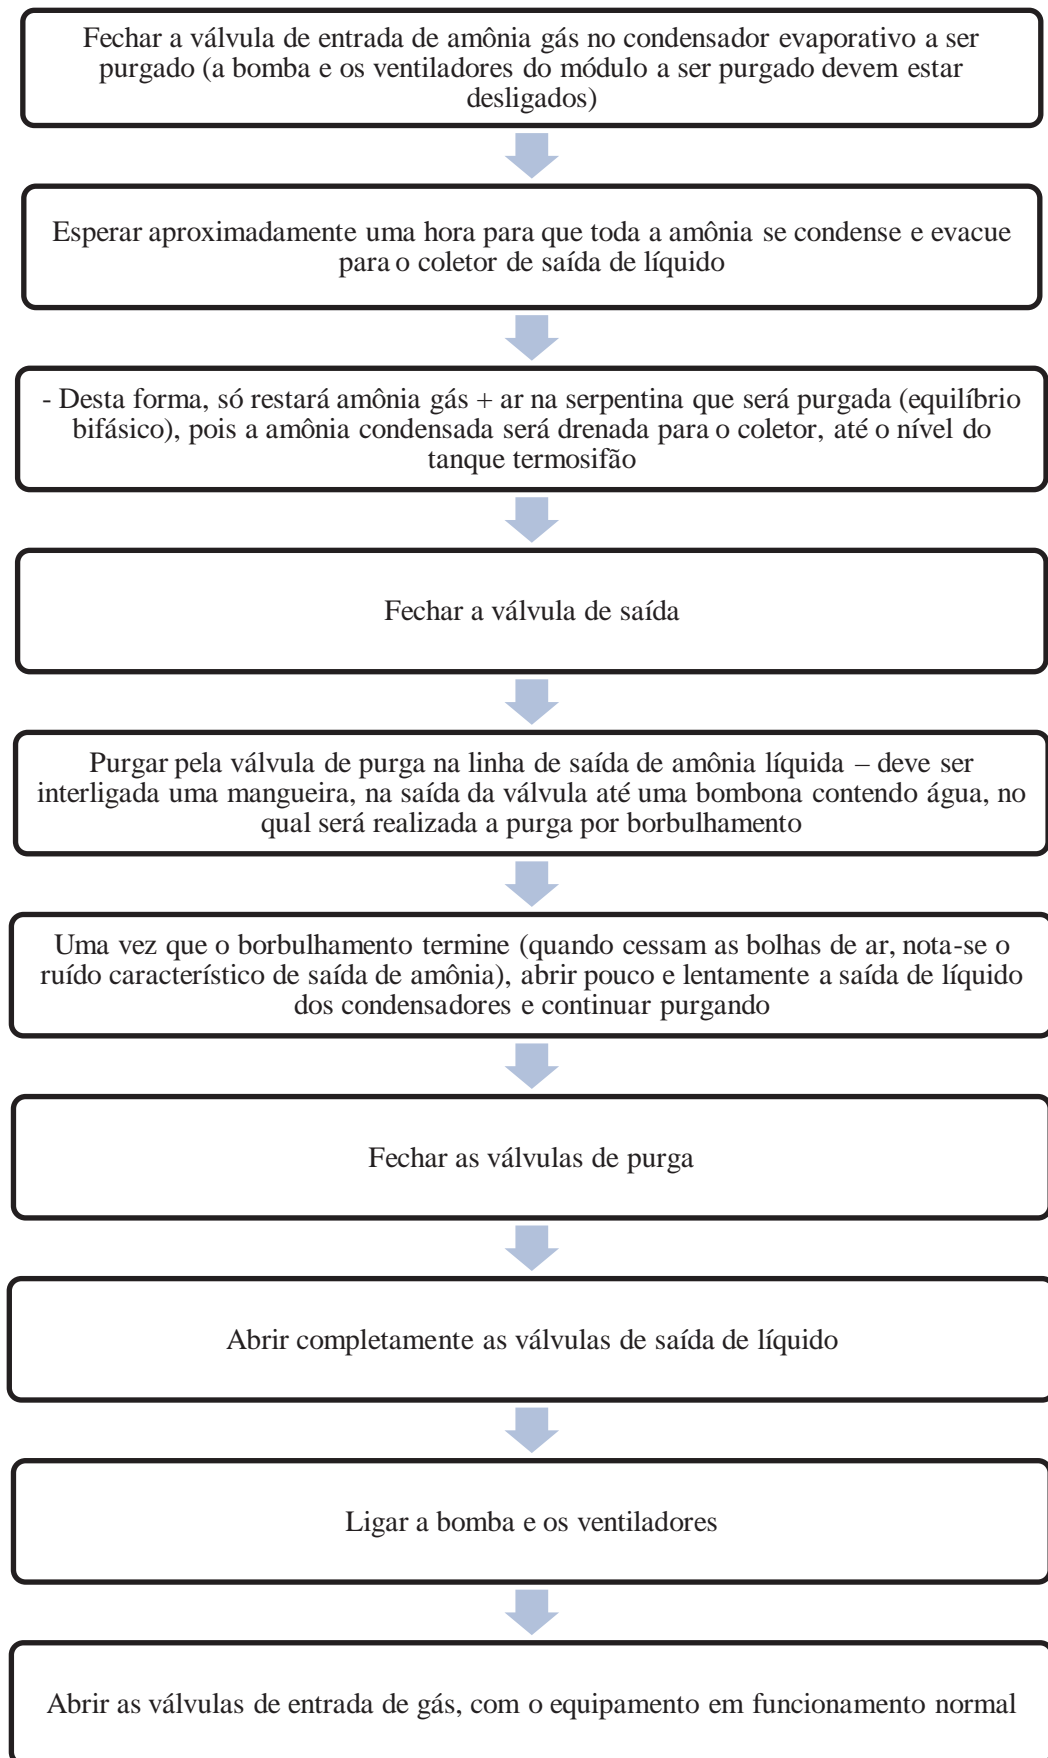 Fechar a válvula de entrada de amônia gás no condensador evaporativo a ser
purgado (a bomba e os ventiladores do módulo a ser purgado devem estar
desligados)
Esperar aproximadamente uma hora para que toda a amônia se condense e evacue
para o coletor de saída de líquido
- Desta forma, só restará amônia gás + ar na serpentina que será purgada (equilíbrio
bifásico), pois a amônia condensada será drenada para o coletor, até o nível do
tanque termosifão
Fechar a válvula de saída
Purgar pela válvula de purga na linha de saída de amônia líquida – deve ser
interligada uma mangueira, na saída da válvula até uma bombona contendo água, no
qual será realizada a purga por borbulhamento
Uma vez que o borbulhamento termine (quando cessam as bolhas de ar, nota-se o
ruído característico de saída de amônia), abrir pouco e lentamente a saída de líquido
dos condensadores e continuar purgando
Fechar as válvulas de purga
Abrir completamente as válvulas de saída de líquido
Ligar a bomba e os ventiladores
Abrir as válvulas de entrada de gás, com o equipamento em funcionamento normal